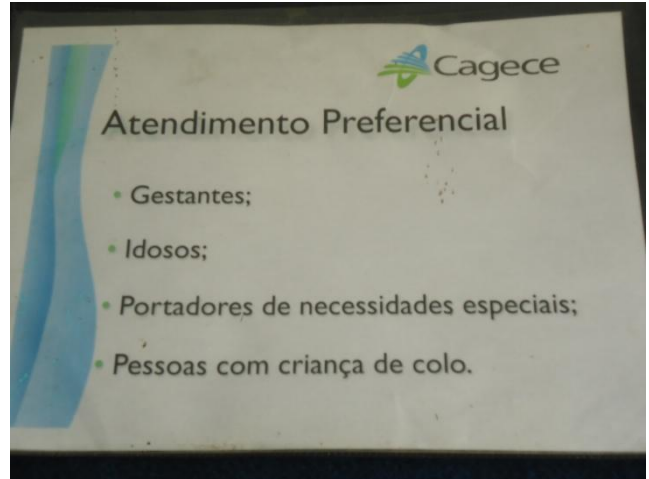 Cagece
Atendimento Preferencial
• Gestantes;
• Idosos;
• Portadores de necessidades especiais;
• Pessoas com criança de colo.